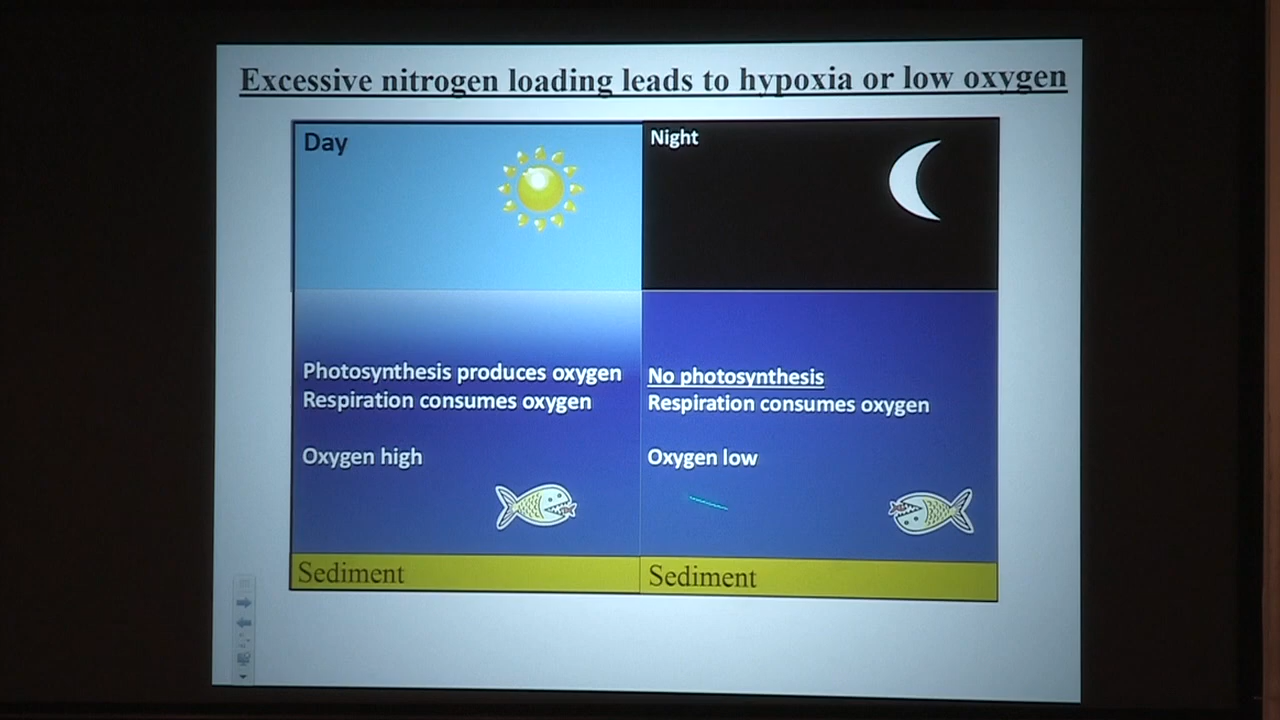 Excessive nitrogen loading leads to hypoxia or low oxygen
Day
Night
Photosynthesis produces oxygen
Respiration consumes oxygen
Oxygen high
No photosynthesis
Respiration consumes oxygen
Oxygen low
Sediment
Sediment